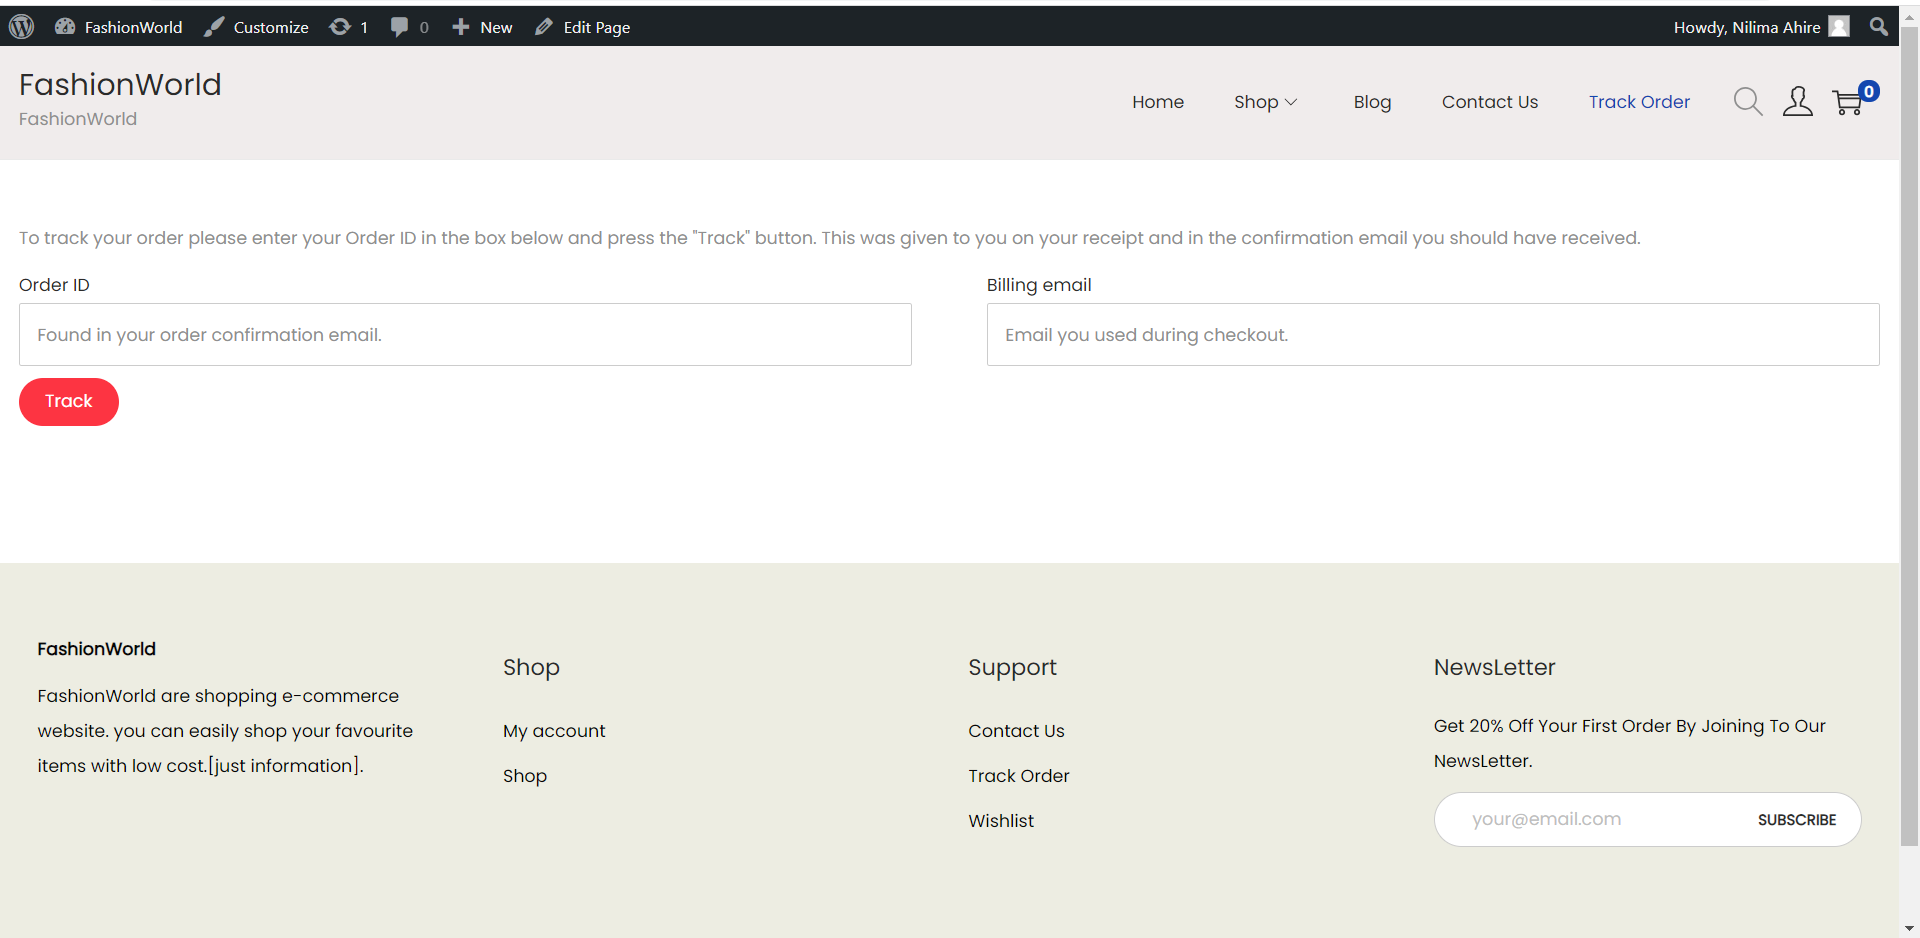 FashionWorld Customize 1 0 New Edit Page Howdy, Nilima Ahire
FashionWorld
FashionWorld
Home Shop Blog Contact Us Track Order 0
To track your order please enter your Order ID in the box below and press the "Track" button. This was given to you on your receipt and in the confirmation email you should have received.
Order ID
Found in your order confirmation email.
Billing email
Email you used during checkout.
Track
FashionWorld
FashionWorld are shopping e-commerce
website. you can easily shop your favourite
items with low cost.[just information].
Shop
My account
Shop
Support
Contact Us
Track Order
Wishlist
NewsLetter
Get 20% Off Your First Order By Joining To Our
NewsLetter.
your@email.com SUBSCRIBE